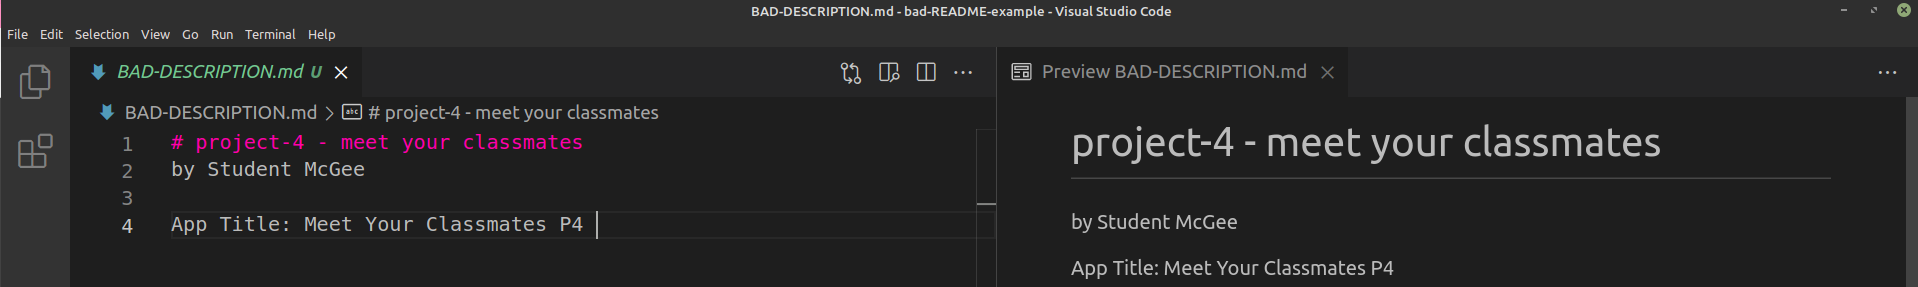 BAD-DESCRIPTION.md - bad-README-example - Visual Studio Code
File Edit Selection View Go Run Terminal Help
BAD-DESCRIPTION.md U
BAD-DESCRIPTION.md > abc # project-4 - meet your classmates
1 # project-4 - meet your classmates
2 by Student McGee
3
4 App Title: Meet Your Classmates P4
Preview BAD-DESCRIPTION.md
project-4 - meet your classmates
by Student McGee
App Title: Meet Your Classmates P4